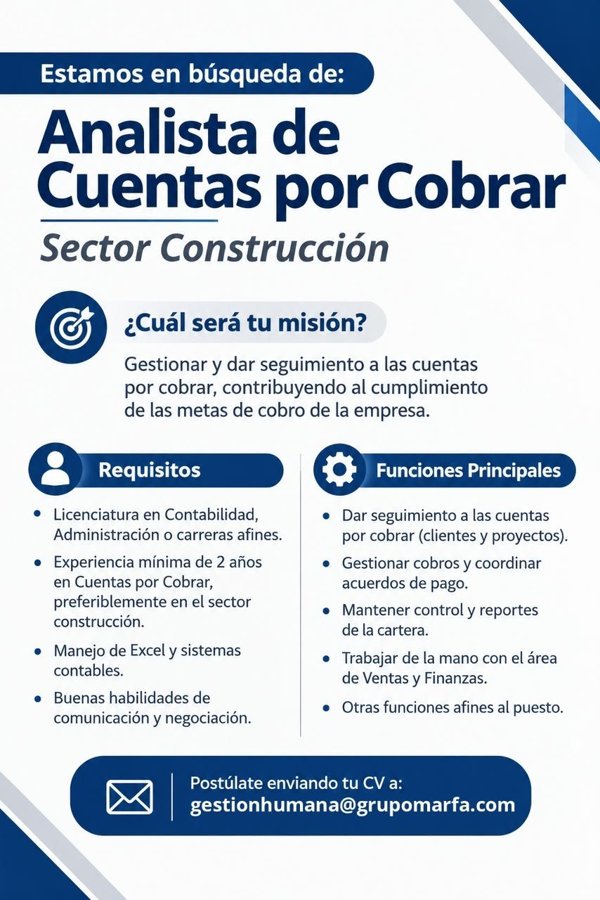 Estamos en búsqueda de:
Analista de
Cuentas por Cobrar
Sector Construcción
¿Cuál será tu misión?
Gestionar y dar seguimiento a las cuentas
por cobrar, contribuyendo al cumplimiento
de las metas de cobro de la empresa.
Requisitos
• Licenciatura en Contabilidad,
Administración o carreras afines.
• Experiencia mínima de 2 años
en Cuentas por Cobrar,
preferiblemente en el sector
construcción.
• Manejo de Excel y sistemas
contables.
• Buenas habilidades de
comunicación y negociación.
Funciones Principales
• Dar seguimiento a las cuentas
por cobrar (clientes y proyectos).
• Gestionar cobros y coordinar
acuerdos de pago.
• Mantener control y reportes
de la cartera.
• Trabajar de la mano con el área
de Ventas y Finanzas.
• Otras funciones afines al puesto.
Postúlate enviando tu CV a:
gestionhumana@grupomarfa.com